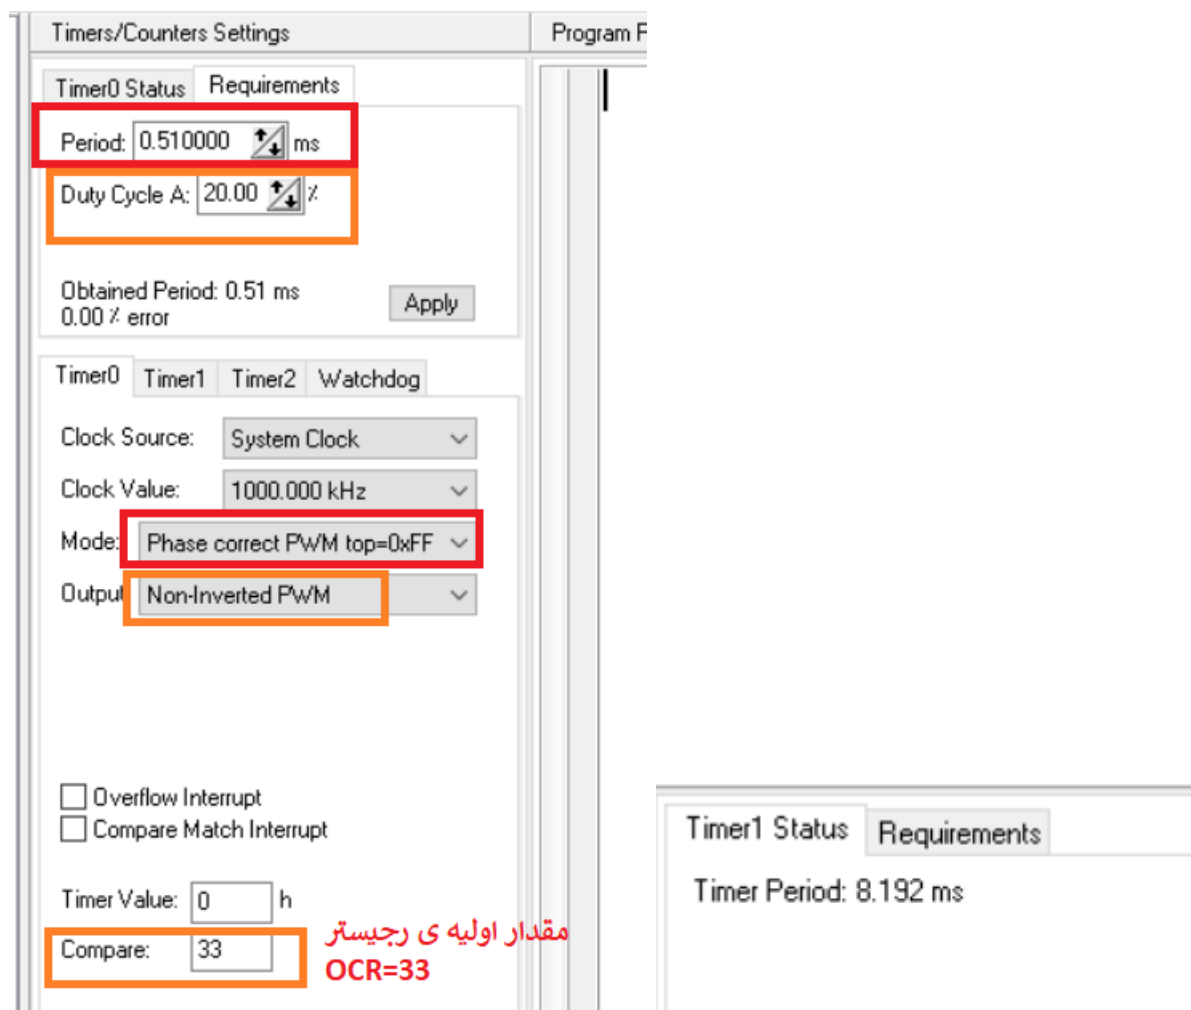 Timers/Counters Settings
Program F
Timer0 Status Requirements
Period: 0.510000 ms
Duty Cycle A: 20.00 %
Obtained Period: 0.51 ms
0.00 % error
Apply
Timer0 Timer1 Timer2 Watchdog
Clock Source: System Clock
Clock Value: 1000.000 kHz
Mode: Phase correct PWM top=0xFF
Output Non-Inverted PWM
Overflow Interrupt
Compare Match Interrupt
Timer Value: 0 h
Compare: 33
مقدار اولیه ی رجیستر
OCR=33
Timer1 Status Requirements
Timer Period: 8.192 ms